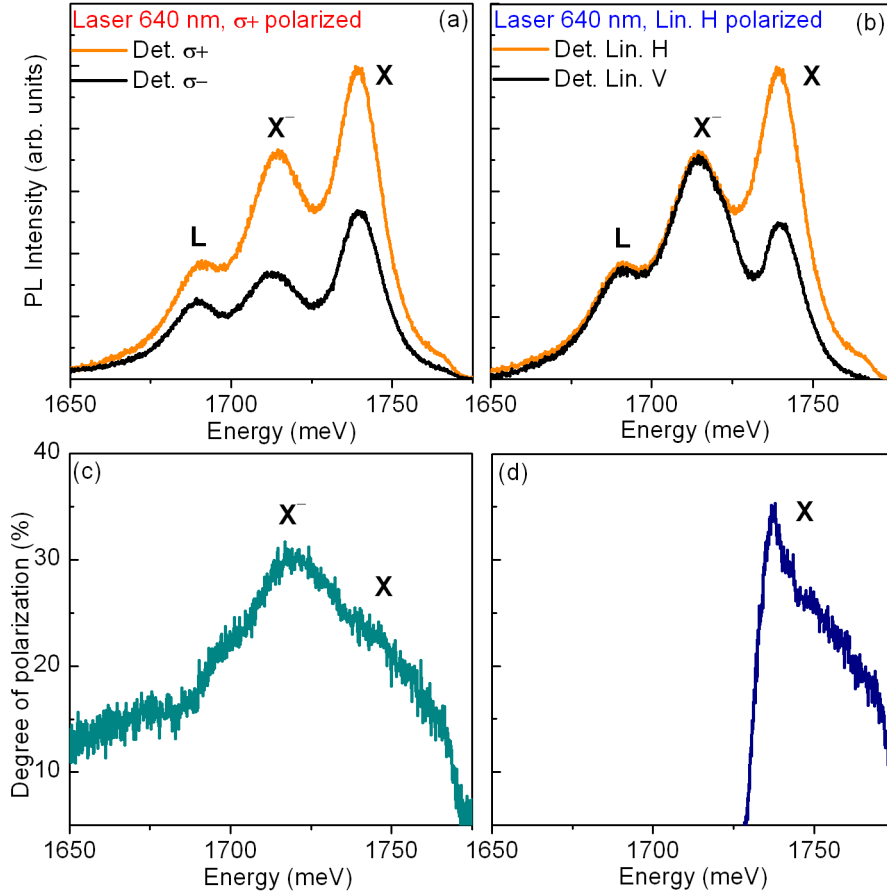 Laser 640 nm, σ+ polarized (a)
Det. σ+
Det. σ−
X
X⁻
L
PL Intensity (arb. units)
1650 1700 1750
Energy (meV)
Laser 640 nm, Lin. H polarized (b)
Det. Lin. H
Det. Lin. V
X
X⁻
L
1650 1700 1750
Energy (meV)
(c)
X⁻
X
Degree of polarization (%)
40
30
20
10
1650 1700 1750
Energy (meV)
(d)
X
1650 1700 1750
Energy (meV)